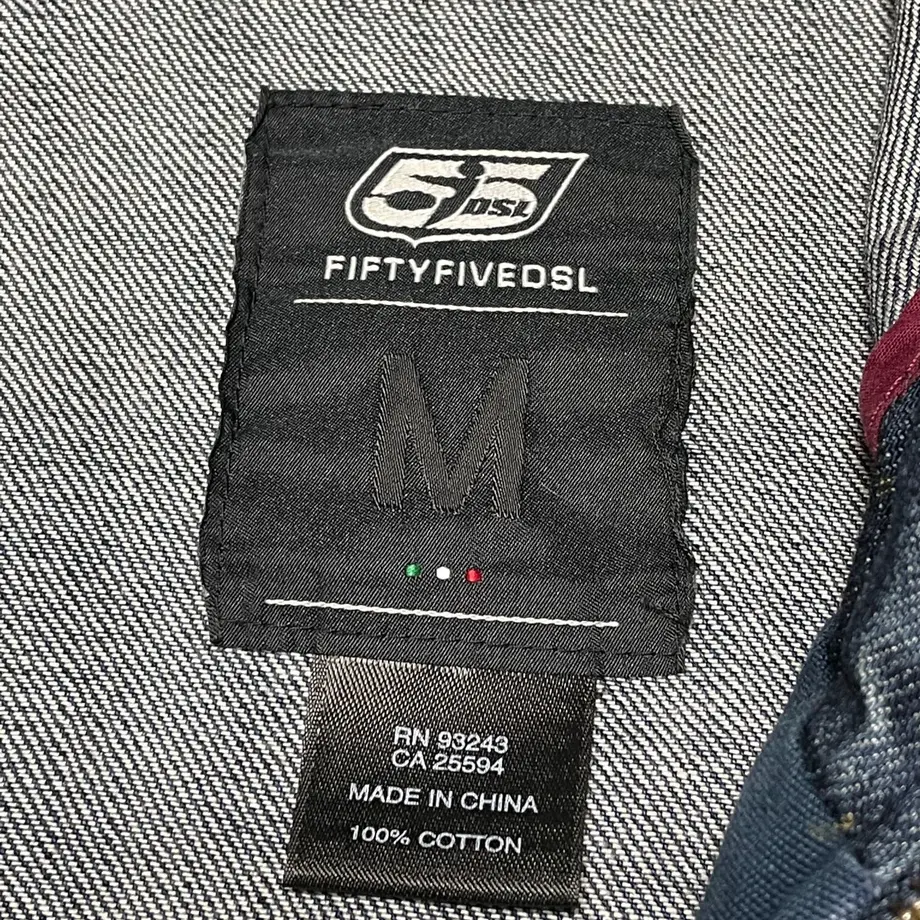 55
DSL
FIFTYFIVEDSL
M
RN 93243
CA 25594
MADE IN CHINA
100% COTTON